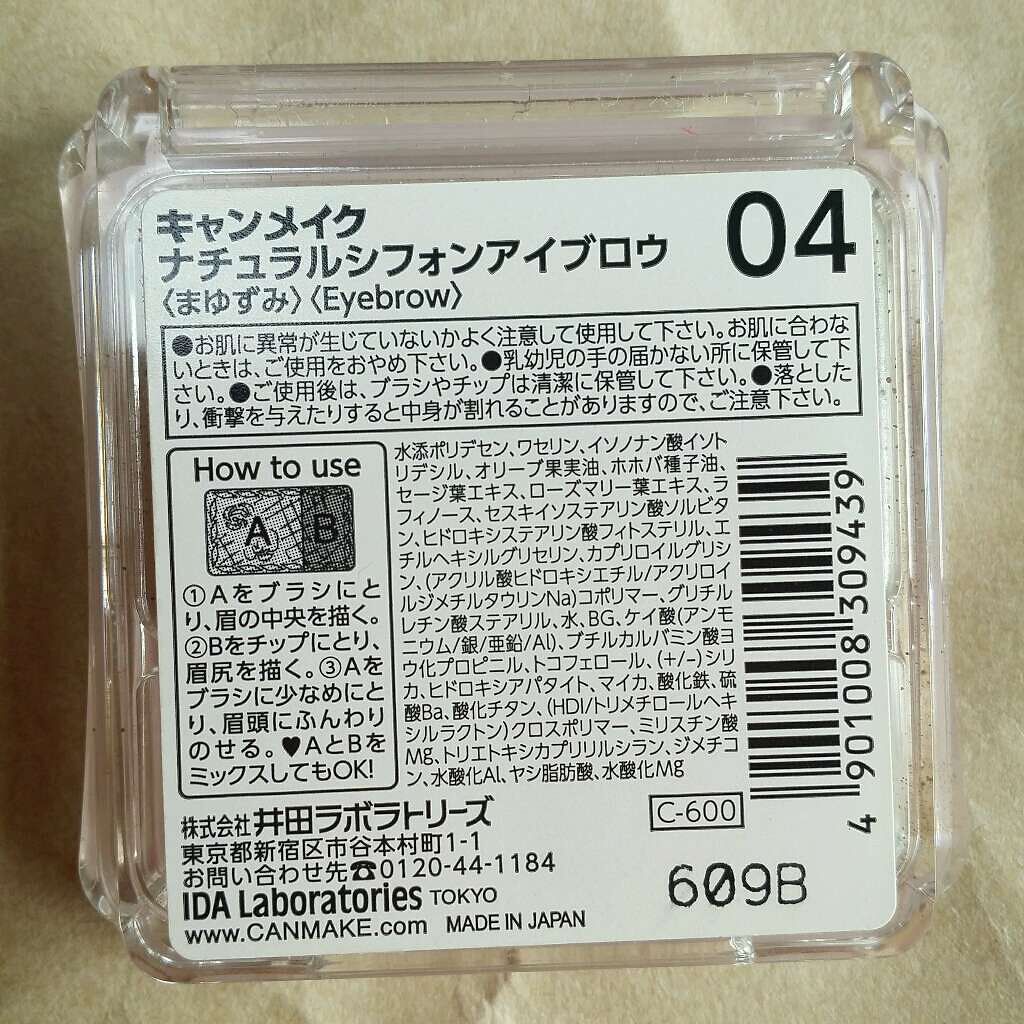 キャンメイク
ナチュラルシフォンアイブロウ
〈まゆずみ〉〈Eyebrow〉
04
●お肌に異常が生じていないかよく注意して使用して下さい。お肌に合わな
いときは、ご使用をおやめ下さい。●乳幼児の手の届かない所に保管して下
さい。●ご使用後は、ブラシやチップは清潔に保管して下さい。●落とした
り、衝撃を与えたりすると中身が割れることがありますので、ご注意下さい。
How to use
A B
①Aをブラシにと
り、眉の中央を描く。
②Bをチップにとり、
眉尻を描く。③Aを
ブラシに少なめにと
り、眉頭にふんわり
のせる。♥AとBを
ミックスしてもOK!
水添ポリデセン、ワセリン、イソノナン酸イソト
リデシル、オリーブ果実油、ホホバ種子油、
セージ葉エキス、ローズマリー葉エキス、ラ
フィノース、セスキイソステアリン酸ソルビタ
ン、ヒドロキシステアリン酸フィトステリル、エ
チルヘキシルグリセリン、カプリロイルグリシ
ン、(アクリル酸ヒドロキシエチル/アクリロイ
ルジメチルタウリンNa)コポリマー、グリチル
レチン酸ステアリル、水、BG、ケイ酸(アンモ
ニウム/銀/亜鉛/Al)、ブチルカルバミン酸ヨ
ウ化プロピニル、トコフェロール、(+/−)シリ
カ、ヒドロキシアパタイト、マイカ、酸化鉄、硫
酸Ba、酸化チタン、(HDI/トリメチロールヘキ
シルラクトン)クロスポリマー、ミリスチン酸
Mg、トリエトキシカプリリルシラン、ジメチコ
ン、水酸化Al、ヤシ脂肪酸、水酸化Mg
4 901008 309439
株式会社 井田ラボラトリーズ
東京都新宿区市谷本村町1-1
お問い合わせ先☎0120-44-1184
IDA Laboratories TOKYO
www.CANMAKE.com MADE IN JAPAN
C-600
609B